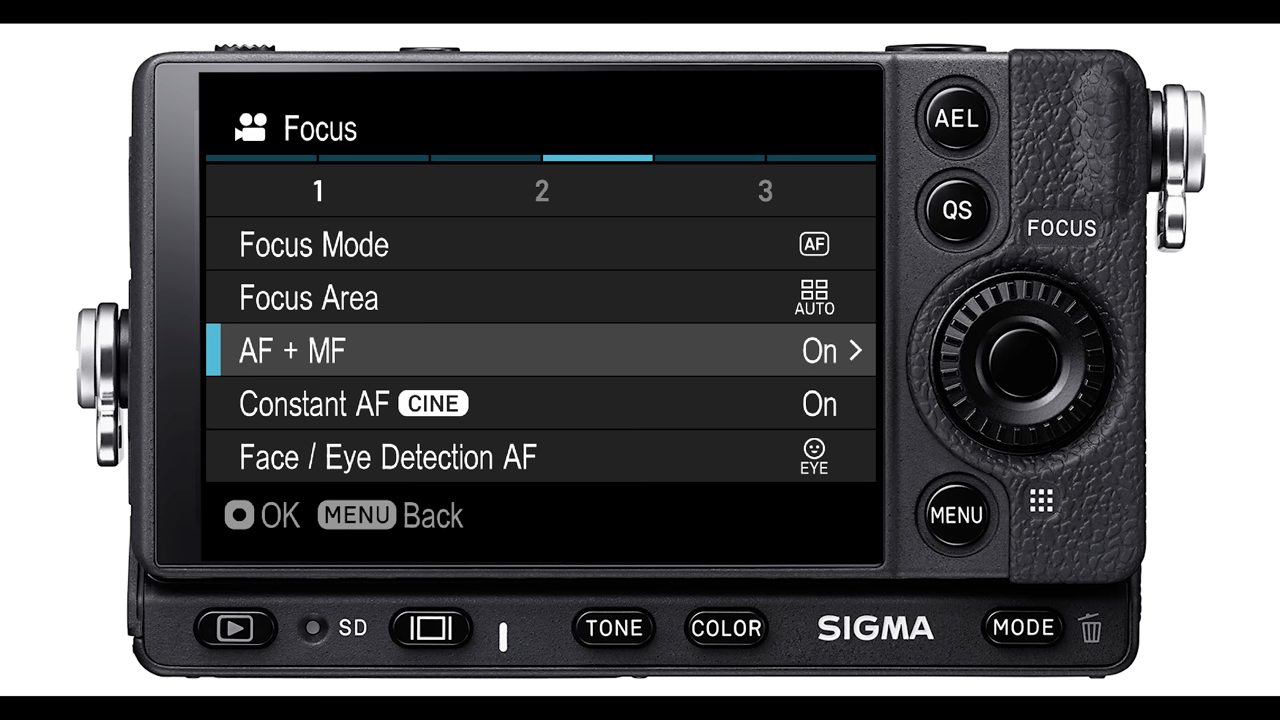 Focus
1 2 3
Focus Mode AF
Focus Area AUTO
AF + MF On
Constant AF CINE On
Face / Eye Detection AF EYE
OK MENU Back
AEL
QS
FOCUS
MENU
SD
TONE
COLOR
SIGMA
MODE